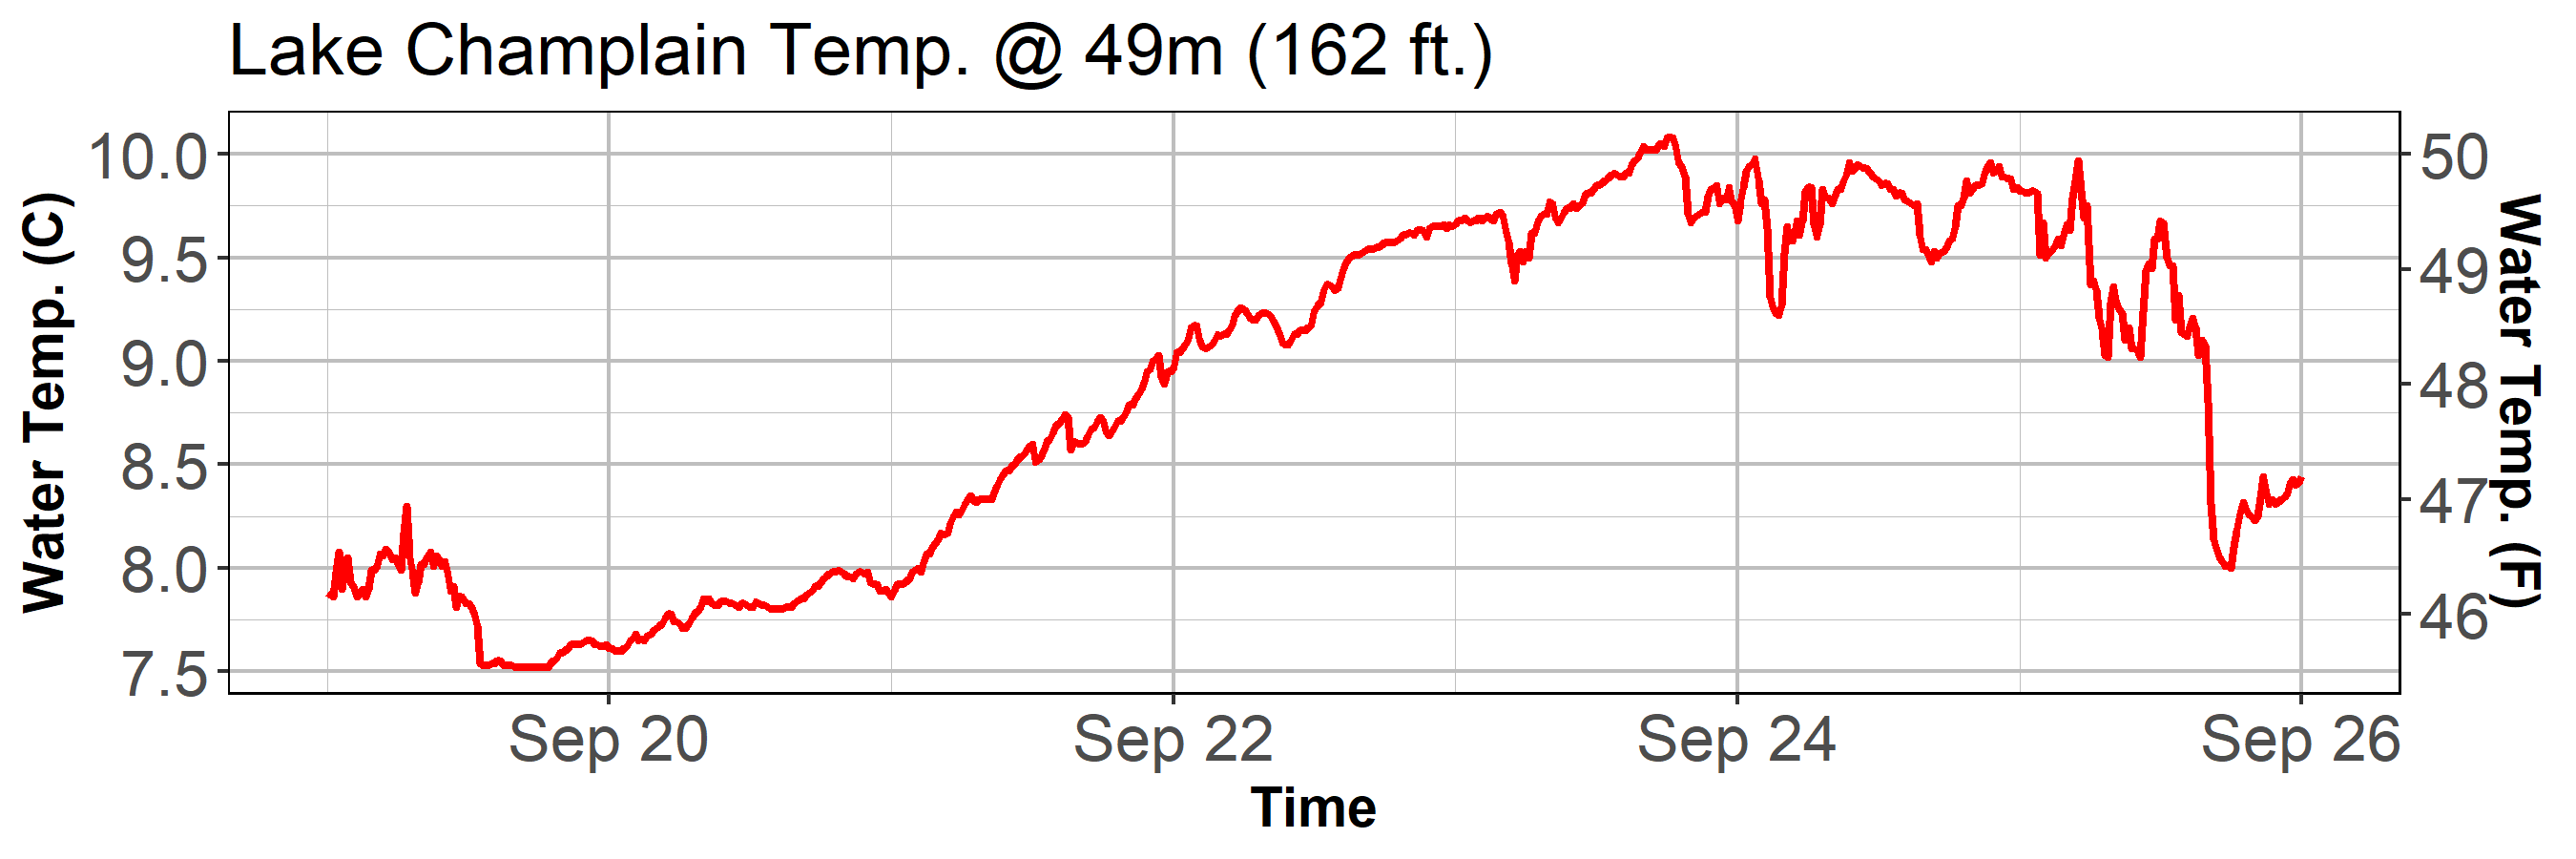 Lake Champlain Temp. @ 49m (162 ft.)
Water Temp. (C)
10.0
9.5
9.0
8.5
8.0
7.5
50
49
48
47
46
Water Temp. (F)
Sep 20 Sep 22 Sep 24 Sep 26
Time